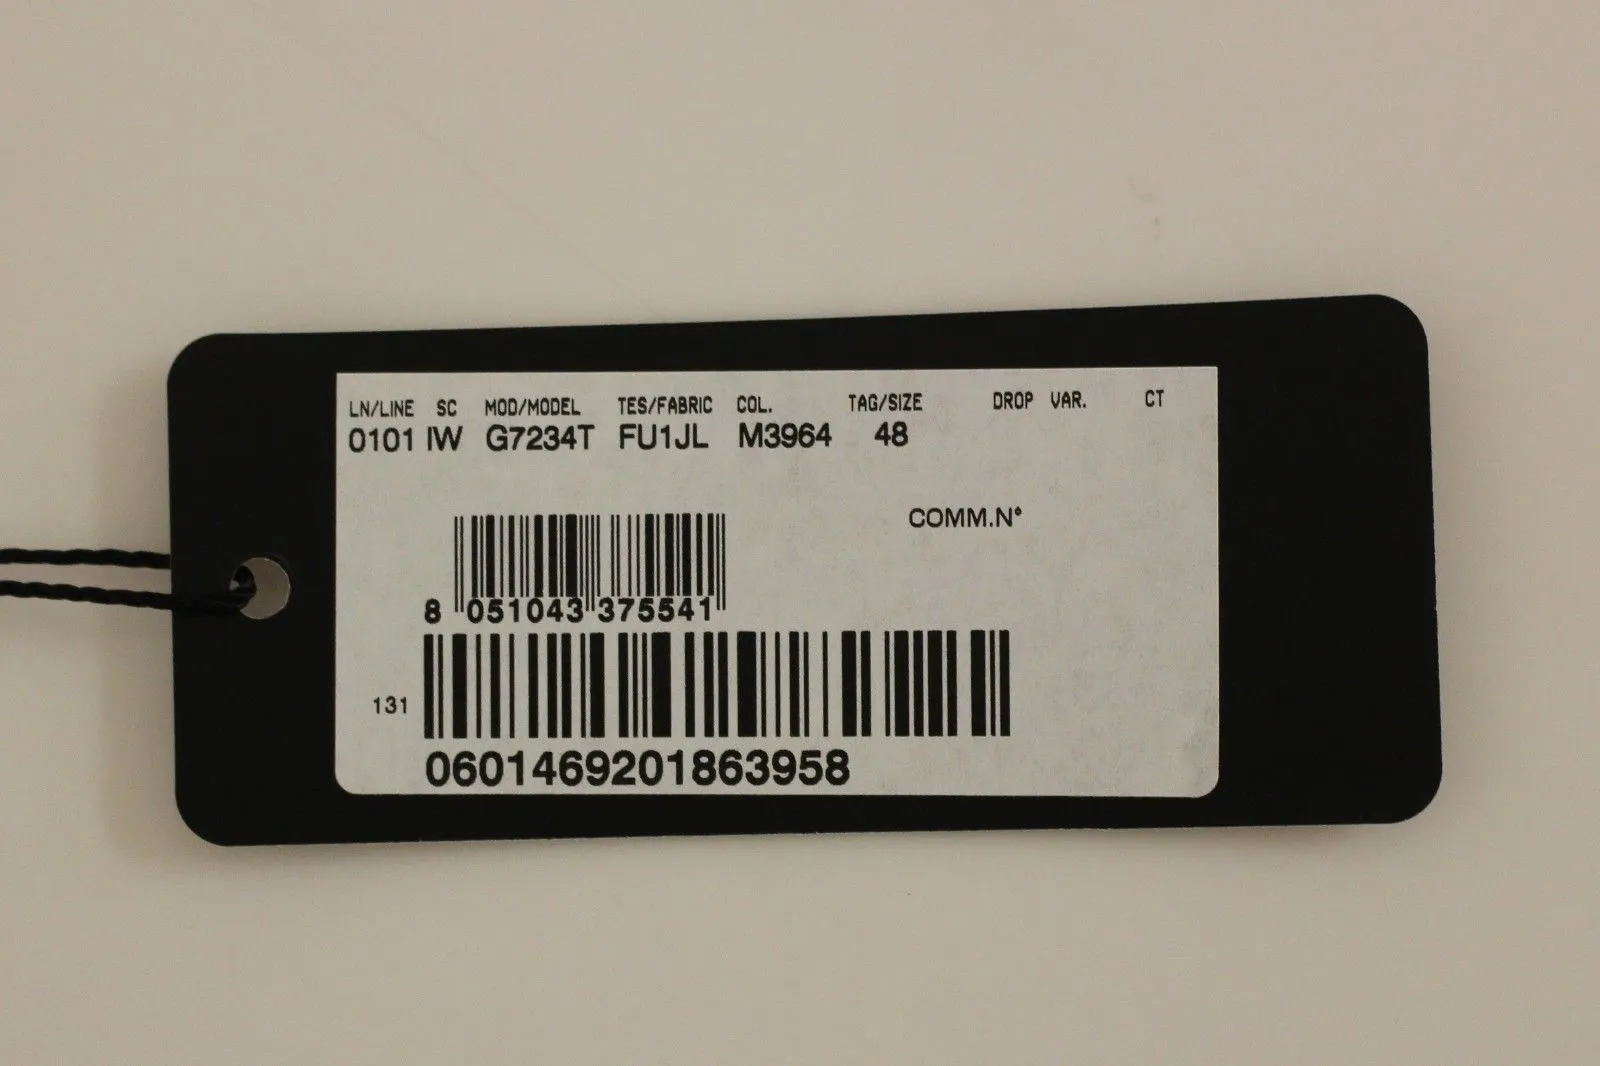 LN/LINE SC MOD/MODEL TES/FABRIC COL. TAG/SIZE DROP VAR. CT
0101 IW G7234T FU1JL M3964 48
COMM.N°
8 051043 375541
131
0601469201863958